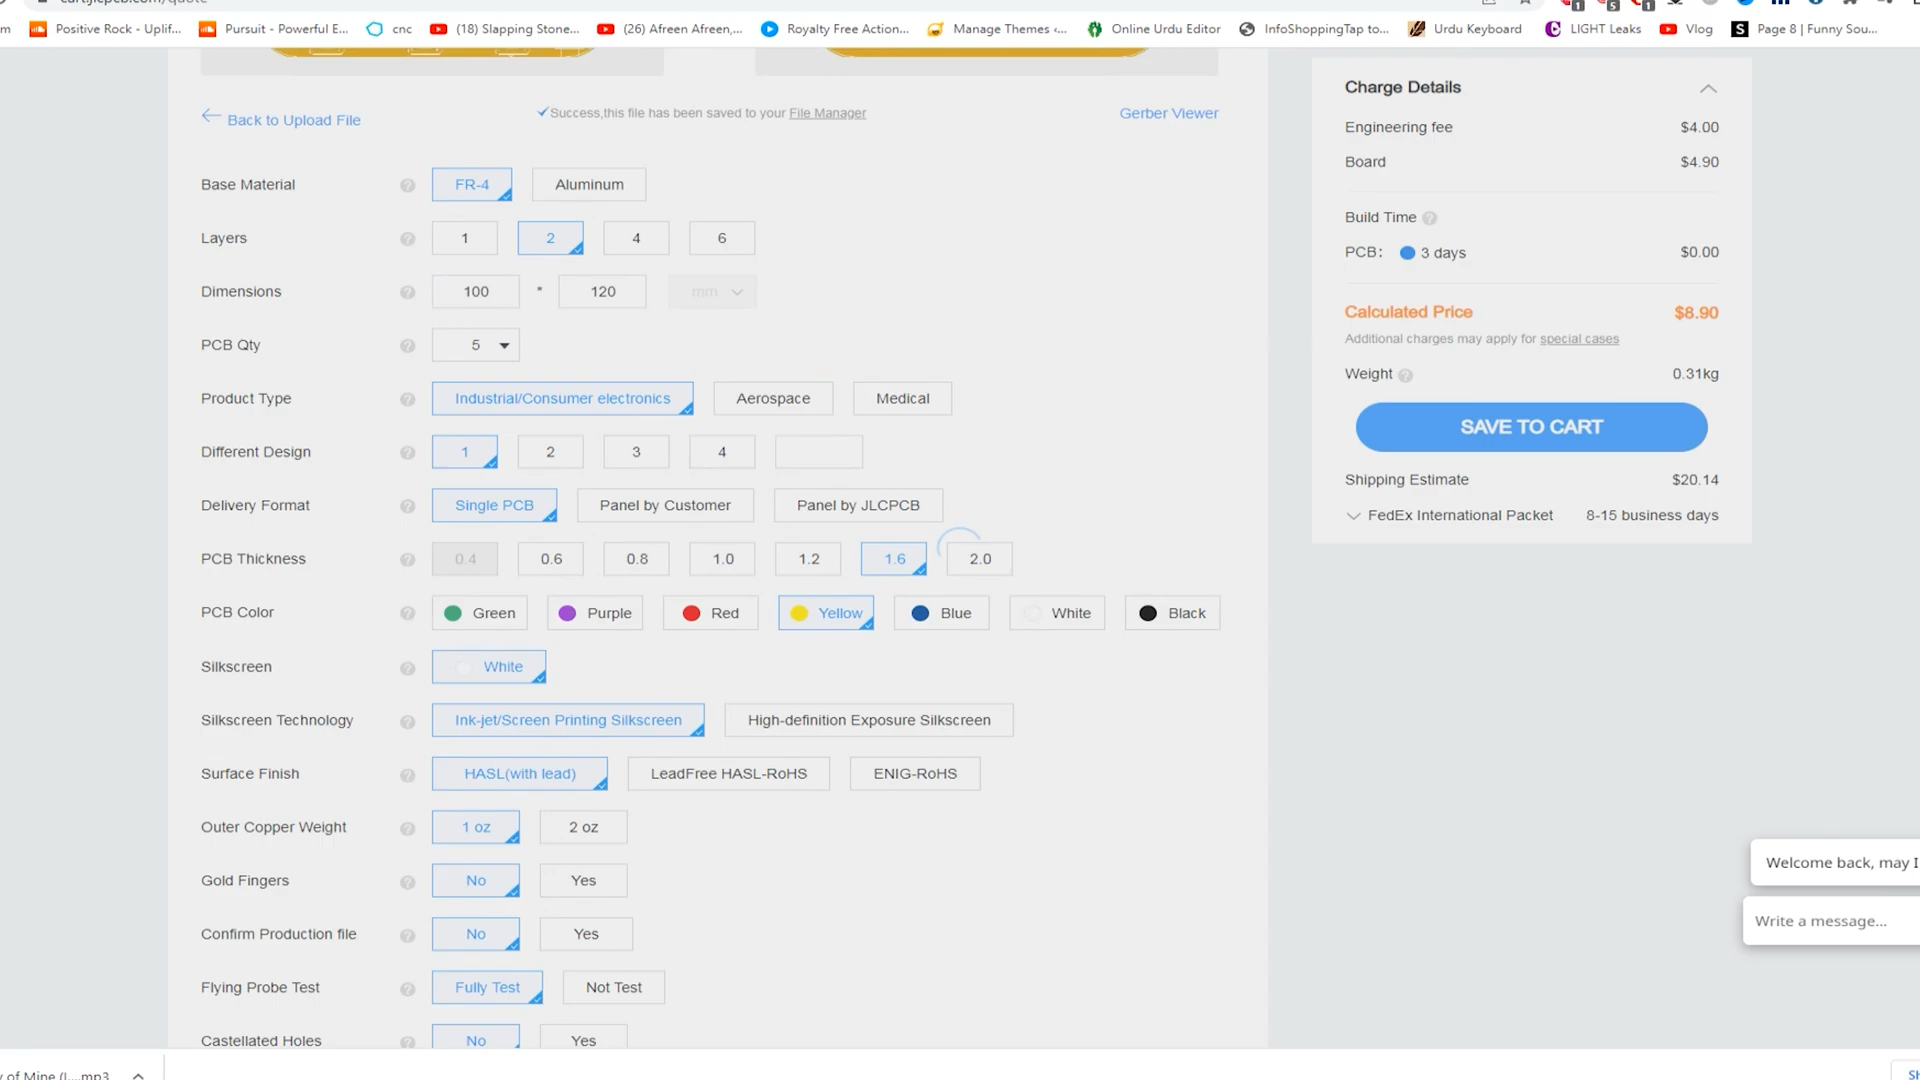 Positive Rock - Uplif...
Pursuit - Powerful E...
cnc
(18) Slapping Stone...
(26) Afreen Afreen,...
Royalty Free Action...
Manage Themes ‹...
Online Urdu Editor
InfoShoppingTap to...
Urdu Keyboard
LIGHT Leaks
Vlog
Page 8 | Funny Sou...
Back to Upload File
Success,this file has been saved to your File Manager
Gerber Viewer
Base Material
FR-4
Aluminum
Layers
1
2
4
6
Dimensions
100
*
120
mm
PCB Qty
5
Product Type
Industrial/Consumer electronics
Aerospace
Medical
Different Design
1
2
3
4
Delivery Format
Single PCB
Panel by Customer
Panel by JLCPCB
PCB Thickness
0.4
0.6
0.8
1.0
1.2
1.6
2.0
PCB Color
Green
Purple
Red
Yellow
Blue
White
Black
Silkscreen
White
Silkscreen Technology
Ink-jet/Screen Printing Silkscreen
High-definition Exposure Silkscreen
Surface Finish
HASL(with lead)
LeadFree HASL-RoHS
ENIG-RoHS
Outer Copper Weight
1 oz
2 oz
Gold Fingers
No
Yes
Confirm Production file
No
Yes
Flying Probe Test
Fully Test
Not Test
Castellated Holes
No
Yes
Charge Details
Engineering fee
$4.00
Board
$4.90
Build Time
PCB:
3 days
$0.00
Calculated Price
$8.90
Additional charges may apply for special cases
Weight
0.31kg
SAVE TO CART
Shipping Estimate
$20.14
FedEx International Packet
8-15 business days
Welcome back, may I
Write a message...